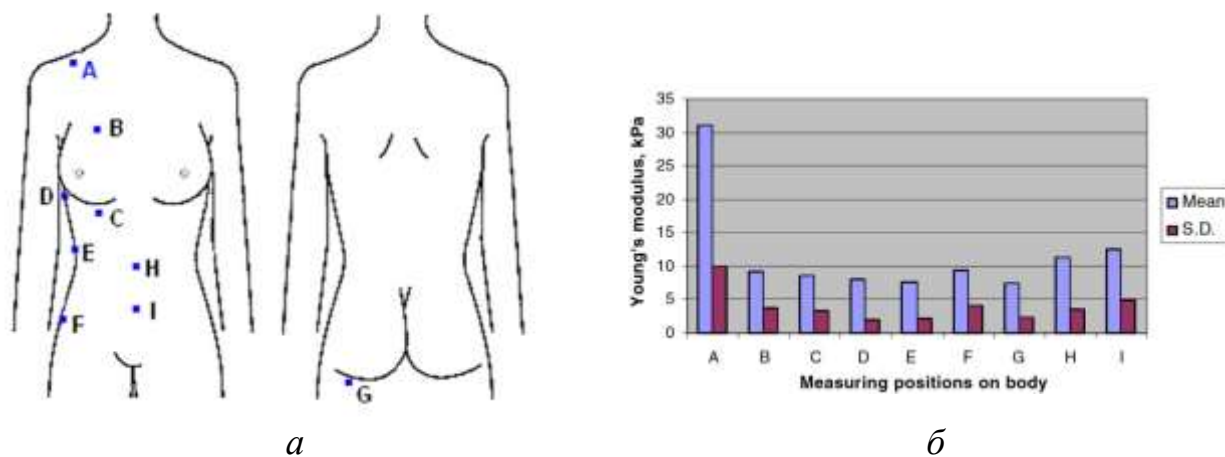 A
B
D
C
E
H
I
F
G
35
30
25
20
15
10
5
0
Young's modulus, kPa
A B C D E F G H I
Measuring positions on body
Mean
S.D.
а
б